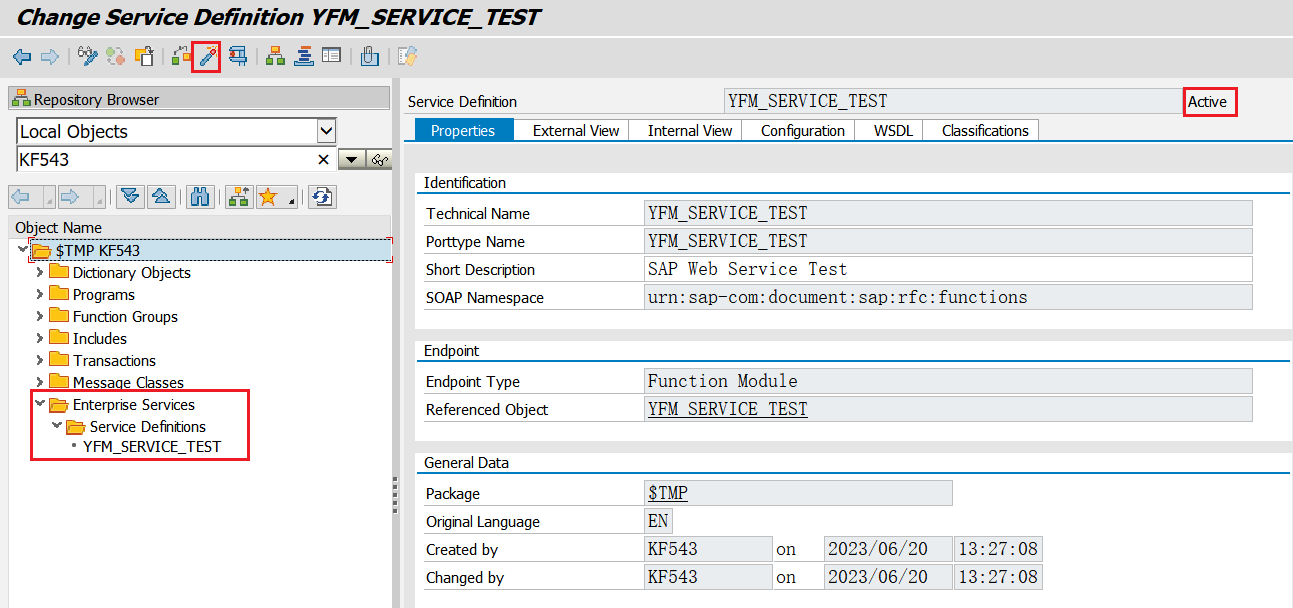 Change Service Definition YFM_SERVICE_TEST
Repository Browser
Local Objects
KF543
Object Name
$TMP KF543
Dictionary Objects
Programs
Function Groups
Includes
Transactions
Message Classes
Enterprise Services
Service Definitions
YFM_SERVICE_TEST
Service Definition YFM_SERVICE_TEST Active
Properties External View Internal View Configuration WSDL Classifications
Identification
Technical Name YFM_SERVICE_TEST
Porttype Name YFM_SERVICE_TEST
Short Description SAP Web Service Test
SOAP Namespace urn:sap-com:document:sap:rfc:functions
Endpoint
Endpoint Type Function Module
Referenced Object YFM_SERVICE_TEST
General Data
Package $TMP
Original Language EN
Created by KF543 on 2023/06/20 13:27:08
Changed by KF543 on 2023/06/20 13:27:08